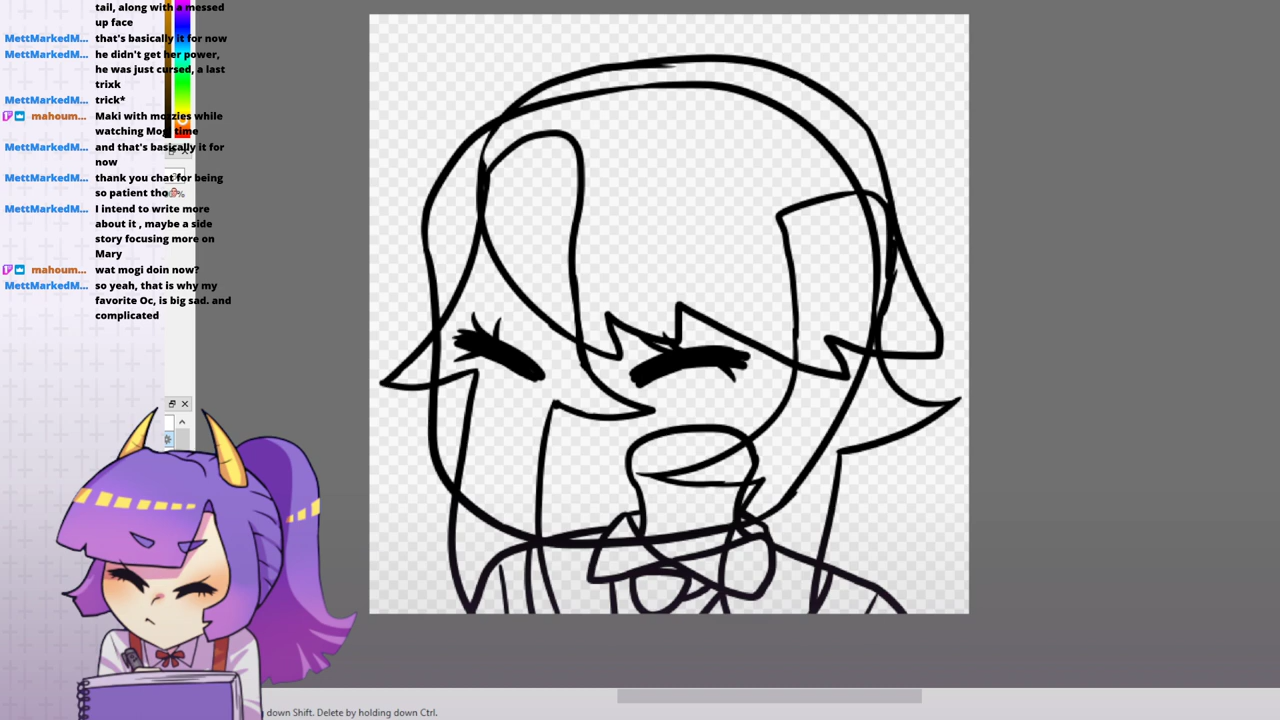 tail, along with a messed
up face
MettMarkedM... that's basically it for now
MettMarkedM... he didn't get her power,
he was just cursed, a last
trixk
MettMarkedM... trick*
mahoum... Maki with mozzies while
watching Mogi time
MettMarkedM... and that's basically it for
now
MettMarkedM... thank you chat for being
so patient tho
MettMarkedM... I intend to write more
about it , maybe a side
story focusing more on
Mary
mahoum... wat mogi doin now?
MettMarkedM... so yeah, that is why my
favorite Oc, is big sad. and
complicated
down Shift. Delete by holding down Ctrl.